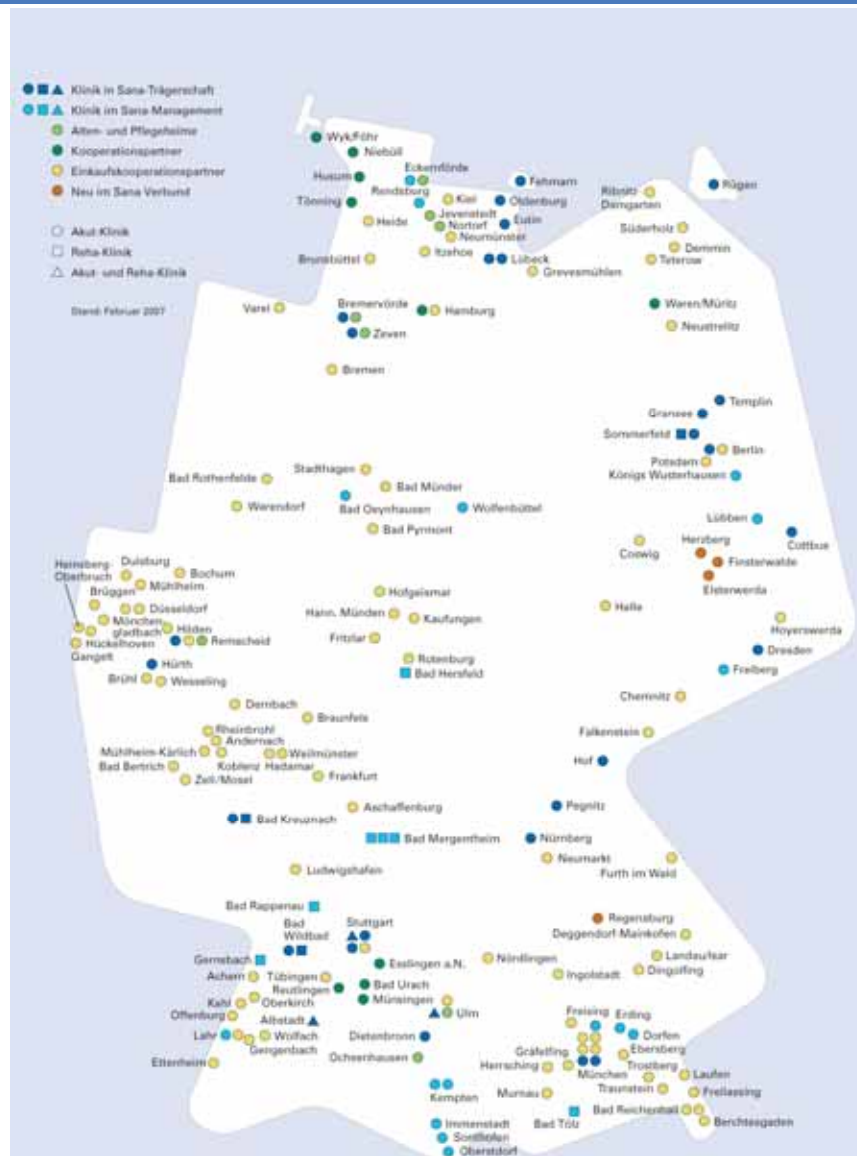 Klinik in Sana-Trägerschaft
Klinik im Sana-Management
Alten- und Pflegeheime
Kooperationspartner
Einkaufskooperationspartner
Neu im Sana Verbund
Akut-Klinik
Reha-Klinik
Akut- und Reha-Klinik
Stand: Februar 2007
Wyk/Föhr
Niebüll
Husum
Eckernförde
Rendsburg
Fehmarn
Rügen
Tönning
Kiel
Oldenburg
Ribnitz
Damgarten
Jevenstedt
Heide
Nortorf
Eutin
Neumünster
Süderholz
Brunsbüttel
Itzehoe
Lübeck
Demmin
Teterow
Grevesmühlen
Varel
Bremervörde
Hamburg
Waren/Müritz
Zeven
Neustrelitz
Bremen
Templin
Gransee
Sommerfeld
Berlin
Potsdam
Königs Wusterhausen
Stadthagen
Bad Rothenfelde
Bad Münder
Warendorf
Bad Oeynhausen
Wolfenbüttel
Bad Pyrmont
Lübben
Cottbus
Coswig
Herzberg
Finsterwalde
Elsterwerda
Heinsberg
Oberbruch
Duisburg
Bochum
Mühlheim
Brüggen
Düsseldorf
Mönchen
gladbach
Hilden
Hückelhoven
Remscheid
Gangelt
Hürth
Brühl
Wesseling
Hofgeismar
Hann. Münden
Kaufungen
Fritzlar
Rotenburg
Bad Hersfeld
Halle
Hoyerswerda
Dresden
Freiberg
Chemnitz
Dernbach
Braunfels
Rheinbrohl
Andernach
Mühlheim-Kärlich
Koblenz
Hadamar
Weilmünster
Bad Bertrich
Zell/Mosel
Frankfurt
Falkenstein
Hof
Aschaffenburg
Pegnitz
Bad Kreuznach
Bad Mergentheim
Nürnberg
Neumarkt
Furth im Wald
Ludwigshafen
Bad Rappenau
Bad
Wildbad
Stuttgart
Regensburg
Deggendorf-Mainkofen
Gernsbach
Esslingen a.N.
Nördlingen
Landau/Isar
Dingolfing
Achern
Tübingen
Reutlingen
Bad Urach
Ingolstadt
Kehl
Oberkirch
Münsingen
Offenburg
Albstadt
Ulm
Freising
Erding
Lahr
Wolfach
Gengenbach
Dietenbronn
Dorfen
Ettenheim
Ochsenhausen
Gräfelfing
Ebersberg
Herrsching
München
Trostberg
Laufen
Kempten
Murnau
Traunstein
Freilassing
Immenstadt
Bad Tölz
Bad Reichenhall
Sonthofen
Berchtesgaden
Oberstdorf